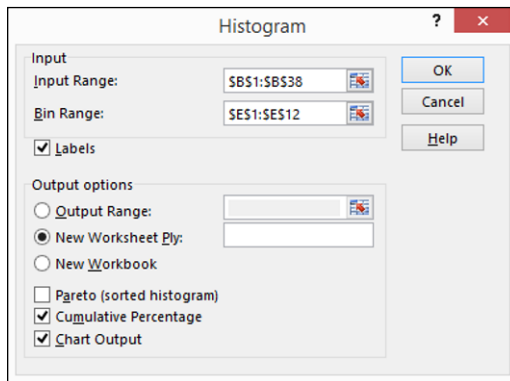 Histogram
?
Input
Input Range:
$B$1:$B$38
OK
Bin Range:
$E$1:$E$12
Cancel
Labels
Help
Output options
Output Range:
New Worksheet Ply:
New Workbook
Pareto (sorted histogram)
Cumulative Percentage
Chart Output